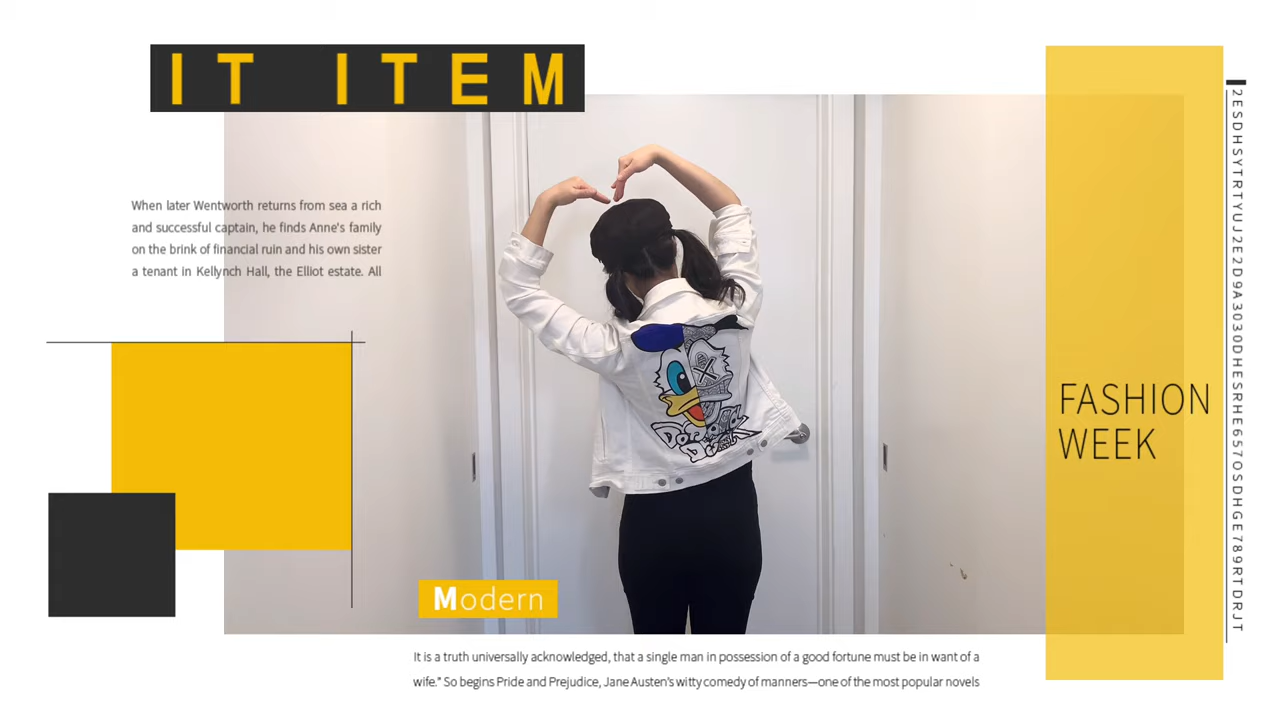 IT ITEM
When later Wentworth returns from sea a rich
and successful captain, he finds Anne's family
on the brink of financial ruin and his own sister
a tenant in Kellynch Hall, the Elliot estate. All
FASHION
WEEK
Modern
It is a truth universally acknowledged, that a single man in possession of a good fortune must be in want of a
wife.” So begins Pride and Prejudice, Jane Austen's witty comedy of manners—one of the most popular novels
2ESDHSYTRTYUJ2E2D9A3030DHESRHE657OSDHGE789RTDRJT